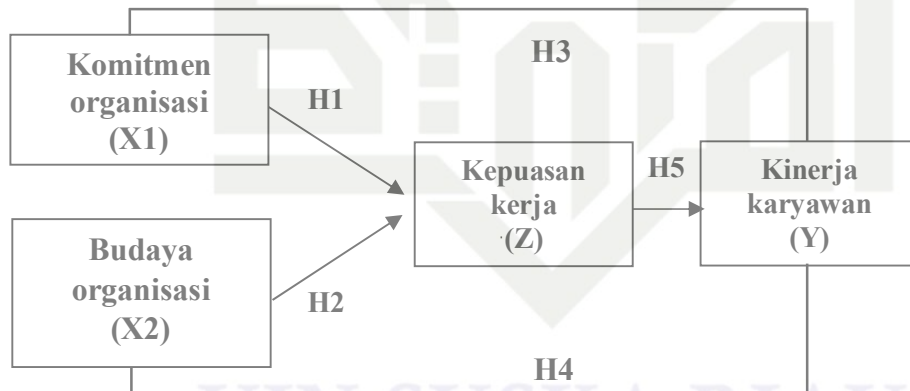 H3
Komitmen
organisasi
(X1)
H1
Kepuasan
kerja
(Z)
H5
Kinerja
karyawan
(Y)
Budaya
organisasi
(X2)
H2
H4